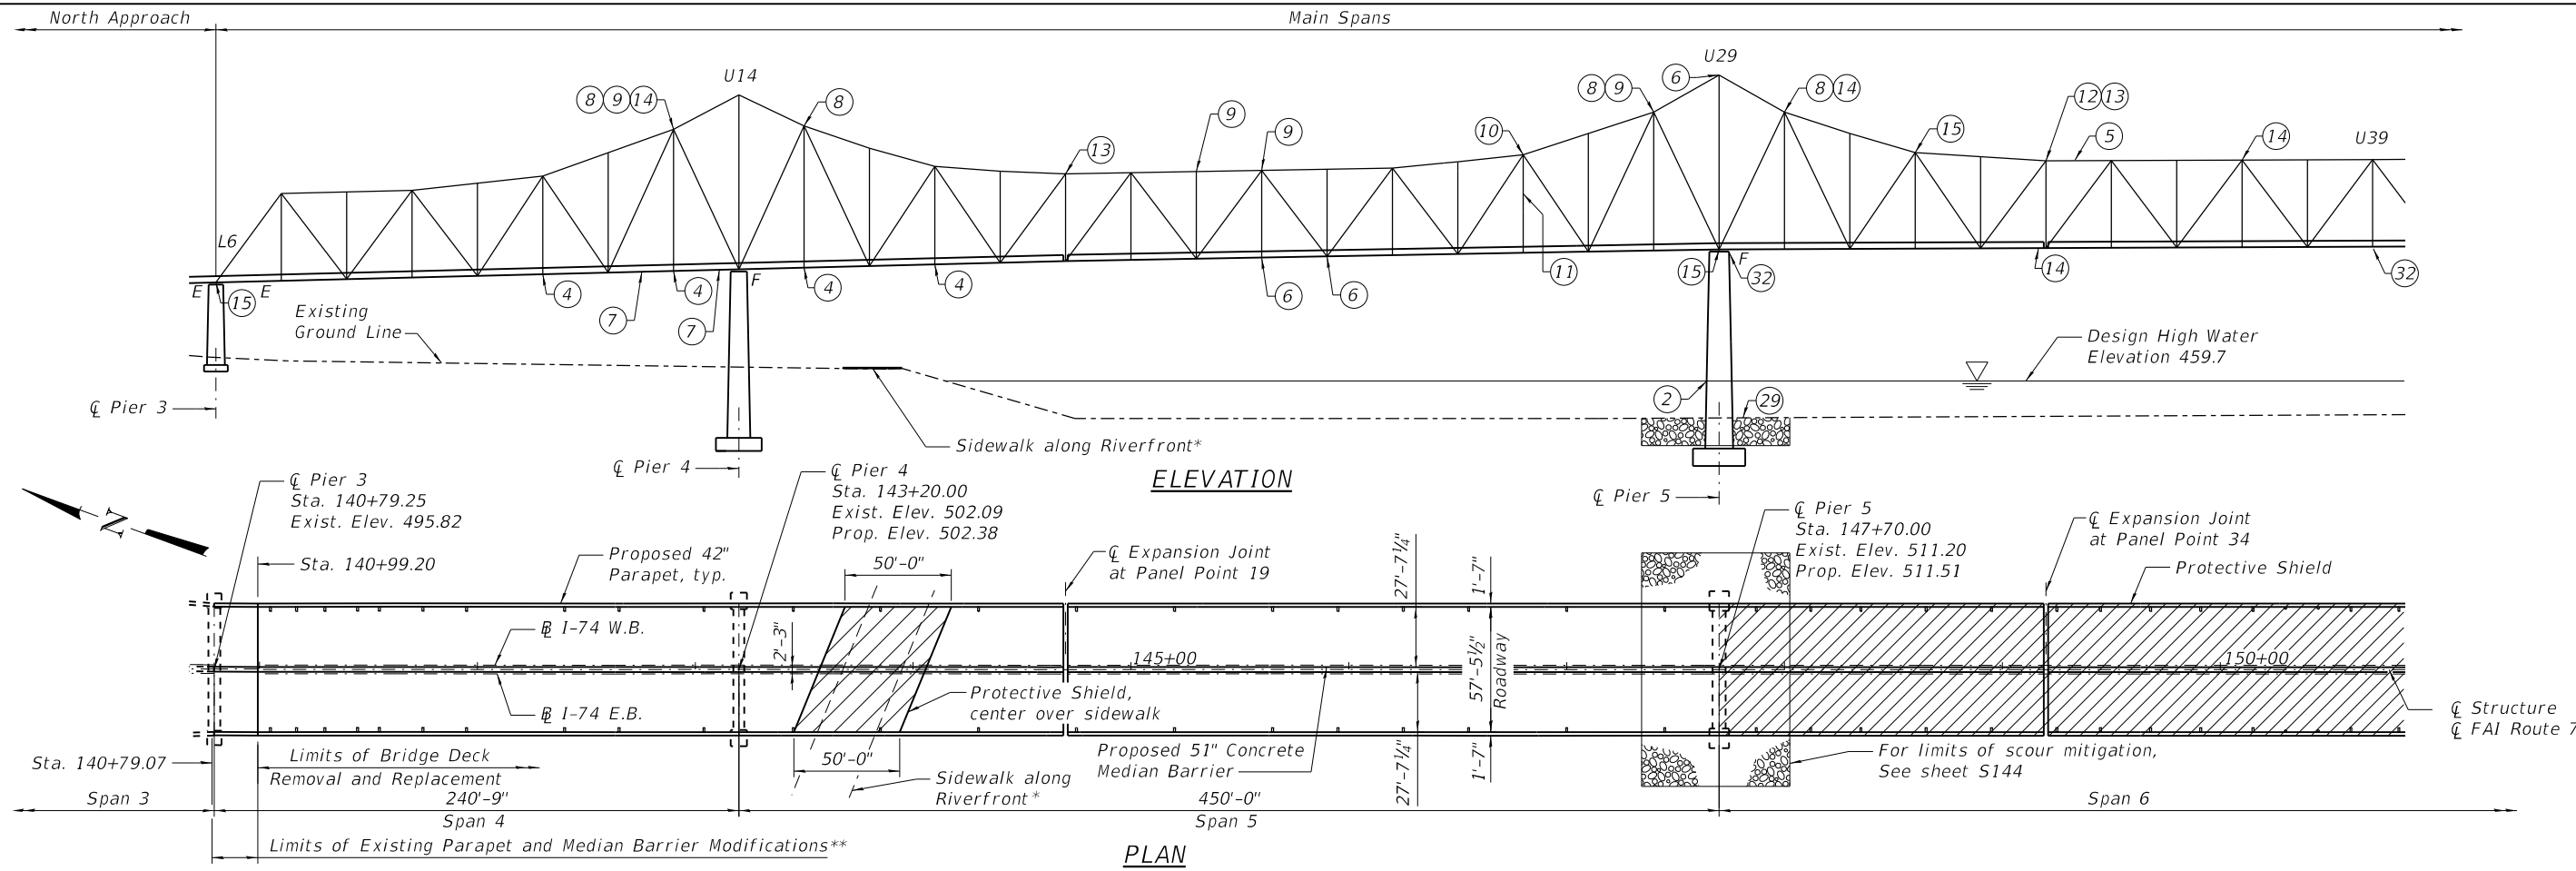 North Approach
Main Spans
U14
U29
U39
L6
8 9 14
8
13
9
9
10
8 9
6
8 14
15
12 13
5
14
E
E
15
4
7
4
7
F
4
4
6
6
11
15
F
32
14
32
Existing
Ground Line
Design High Water
Elevation 459.7
2
29
℄ Pier 3
℄ Pier 4
℄ Pier 5
Sidewalk along Riverfront*
ELEVATION
N
℄ Pier 3
Sta. 140+79.25
Exist. Elev. 495.82
Sta. 140+99.20
℄ Pier 4
Sta. 143+20.00
Exist. Elev. 502.09
Prop. Elev. 502.38
Proposed 42"
Parapet, typ.
50'-0"
℄ Expansion Joint
at Panel Point 19
27'-7¼"
1'-7"
℄ Pier 5
Sta. 147+70.00
Exist. Elev. 511.20
Prop. Elev. 511.51
℄ Expansion Joint
at Panel Point 34
Protective Shield
BL I-74 W.B.
2'-3"
145+00
57'-5½"
Roadway
150+00
BL I-74 E.B.
Protective Shield,
center over sidewalk
℄ Structure
℄ FAI Route 7
Sta. 140+79.07
Limits of Bridge Deck
Removal and Replacement
50'-0"
Sidewalk along
Riverfront*
Proposed 51" Concrete
Median Barrier
27'-7¼"
1'-7"
For limits of scour mitigation,
See sheet S144
Span 3
240'-9"
Span 4
450'-0"
Span 5
Span 6
Limits of Existing Parapet and Median Barrier Modifications**
PLAN